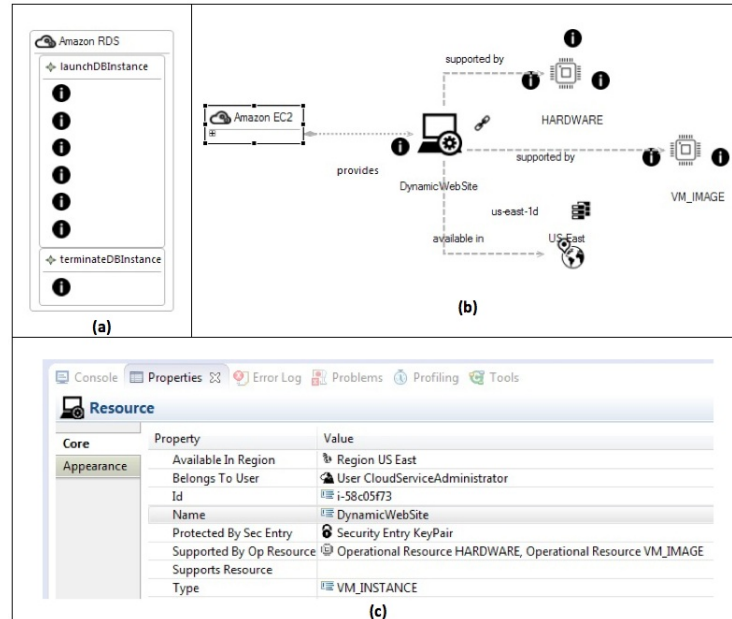 Amazon RDS
launchDBInstance
terminateDBInstance
(a)
supported by
HARDWARE
Amazon EC2
provides
DynamicWebSite
supported by
VM_IMAGE
us-east-1d
available in
US East
(b)
Console Properties Error Log Problems Profiling Tools
Resource
Core
Appearance
Property Value
Available In Region Region US East
Belongs To User User CloudServiceAdministrator
Id i-58c05f73
Name DynamicWebSite
Protected By Sec Entry Security Entry KeyPair
Supported By Op Resource Operational Resource HARDWARE, Operational Resource VM_IMAGE
Supports Resource
Type VM_INSTANCE
(c)